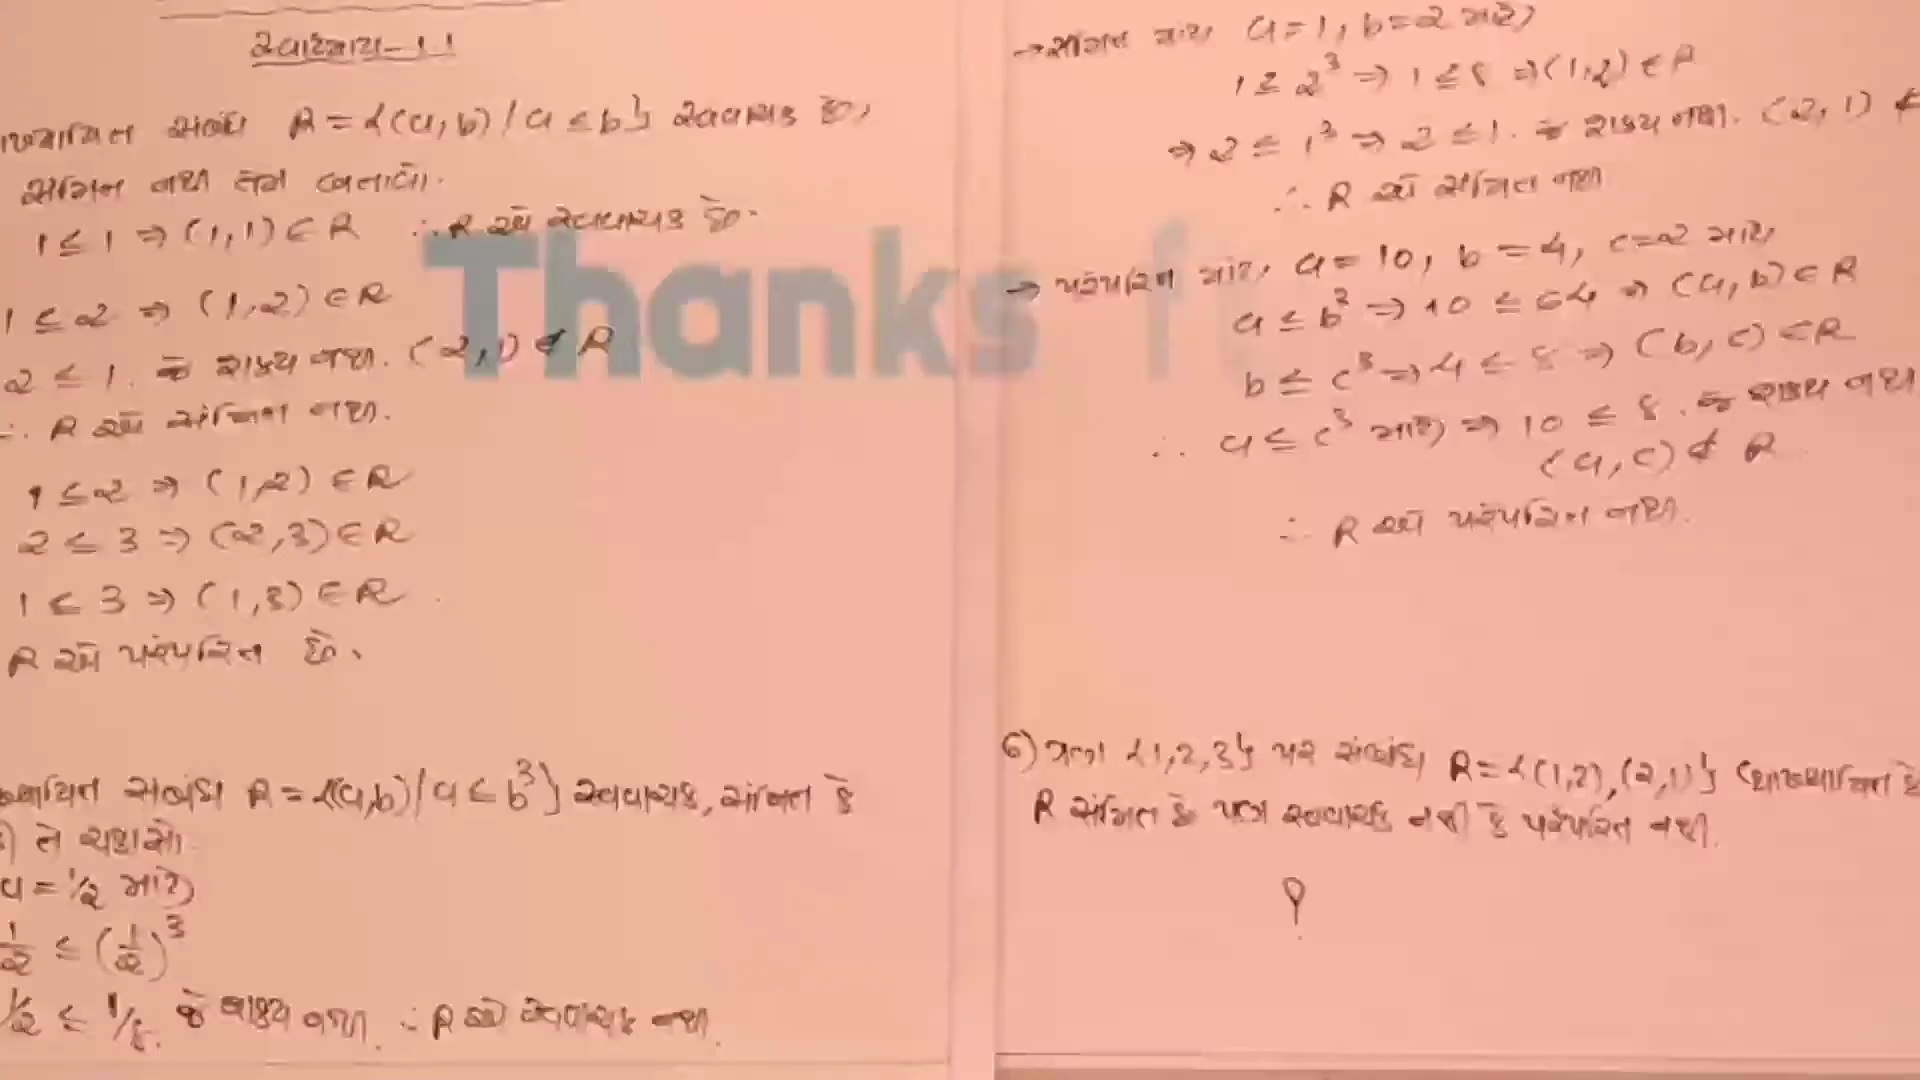 સ્વાધ્યાય-1.1
વ્યાખ્યાયિત સંબંધ R = {(a,b) / a ≤ b} સ્વવાચક છે,
સંમિત નથી તેમ બતાવો.
1 ≤ 1 ⇒ (1,1) ∈ R ∴ R એ સ્વવાચક છે.
1 ≤ 2 ⇒ (1,2) ∈ R
2 ≤ 1. જે શક્ય નથી. (2,1) ∉ R
∴ R એ સંમિત નથી.
1 ≤ 2 ⇒ (1,2) ∈ R
2 ≤ 3 ⇒ (2,3) ∈ R
1 ≤ 3 ⇒ (1,3) ∈ R
R એ પરંપરિત છે.
વ્યાખ્યાયિત સંબંધ R = {(a,b) / a ≤ b³} સ્વવાચક, સંમિત કે
તે ચકાસો.
a = ½ માટે
1/2 ≤ (1/2)³
½ ≤ 1/8. જે શક્ય નથી. ∴ R એ સ્વવાચક નથી.
→ સંમિત માટે a = 1, b = 2 માટે
1 ≤ 2³ ⇒ 1 ≤ 8 ⇒ (1,2) ∈ R
⇒ 2 ≤ 1³ ⇒ 2 ≤ 1. જે શક્ય નથી. (2,1) ∉
∴ R એ સંમિત નથી
→ પરંપરિત માટે, a = 10, b = 4, c = 2 માટે
a ≤ b³ ⇒ 10 ≤ 64 ⇒ (a,b) ∈ R
b ≤ c³ ⇒ 4 ≤ 8 ⇒ (b,c) ∈ R
∴ a ≤ c³ માટે ⇒ 10 ≤ 8. જે શક્ય નથી
(a,c) ∉ R
∴ R એ પરંપરિત નથી.
6) ગણ {1,2,3} પર સંબંધ R = {(1,2),(2,1)} વ્યાખ્યાયિત છે
R સંમિત છે પણ સ્વવાચક નથી કે પરંપરિત નથી.
Thanks f